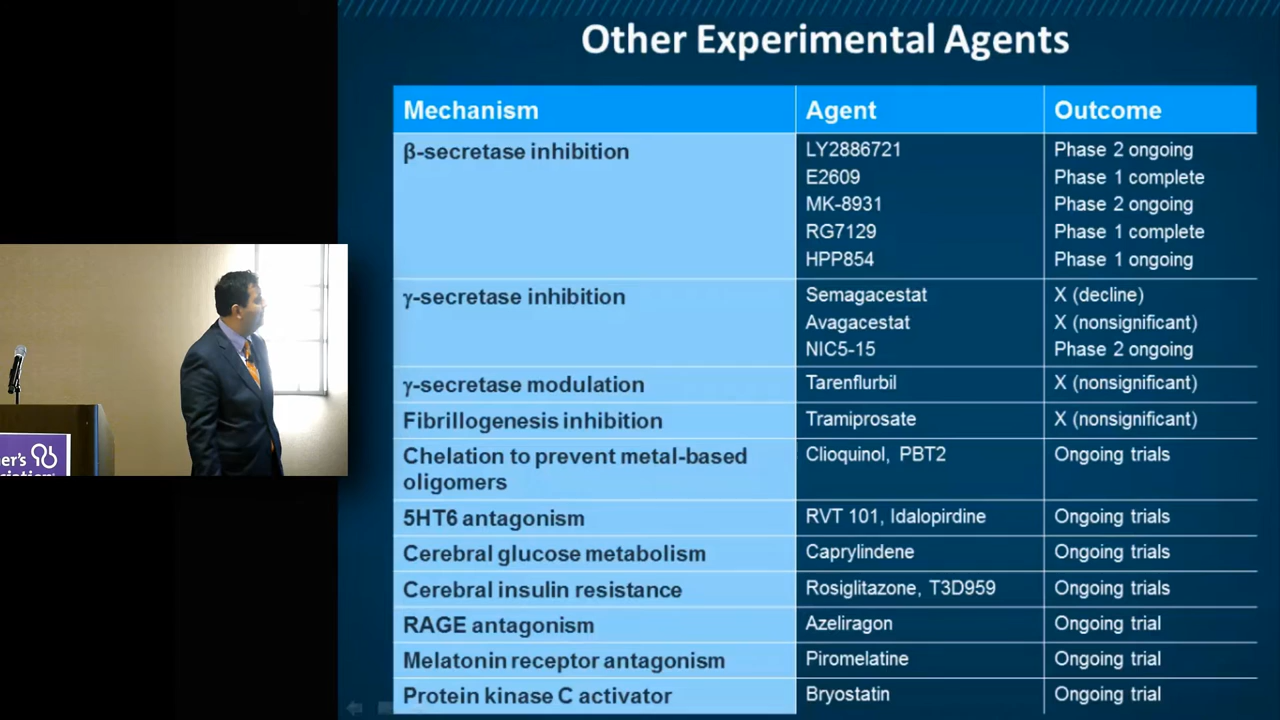 Other Experimental Agents
Mechanism Agent Outcome
β-secretase inhibition LY2886721 Phase 2 ongoing
E2609 Phase 1 complete
MK-8931 Phase 2 ongoing
RG7129 Phase 1 complete
HPP854 Phase 1 ongoing
γ-secretase inhibition Semagacestat X (decline)
Avagacestat X (nonsignificant)
NIC5-15 Phase 2 ongoing
γ-secretase modulation Tarenflurbil X (nonsignificant)
Fibrillogenesis inhibition Tramiprosate X (nonsignificant)
Chelation to prevent metal-based Clioquinol, PBT2 Ongoing trials
oligomers
5HT6 antagonism RVT 101, Idalopirdine Ongoing trials
Cerebral glucose metabolism Caprylindene Ongoing trials
Cerebral insulin resistance Rosiglitazone, T3D959 Ongoing trials
RAGE antagonism Azeliragon Ongoing trial
Melatonin receptor antagonism Piromelatine Ongoing trial
Protein kinase C activator Bryostatin Ongoing trial
er's